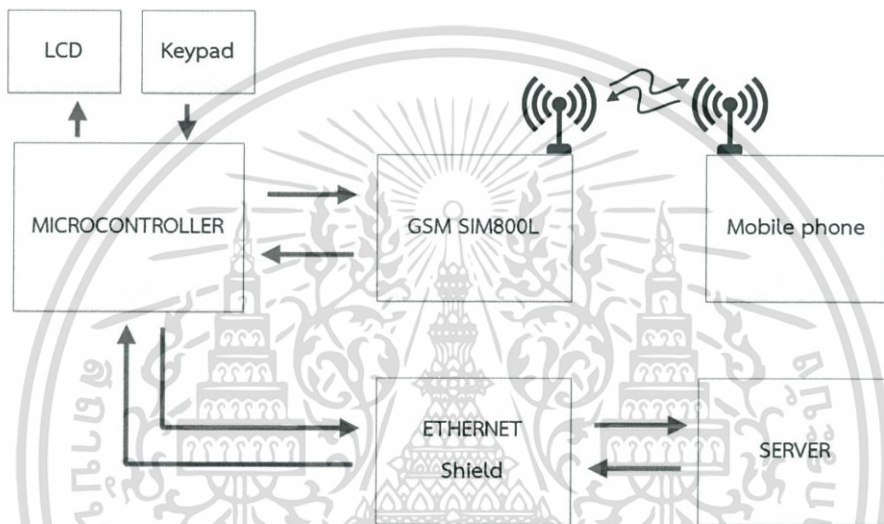 LCD
Keypad
MICROCONTROLLER
GSM SIM800L
Mobile phone
ETHERNET
Shield
SERVER